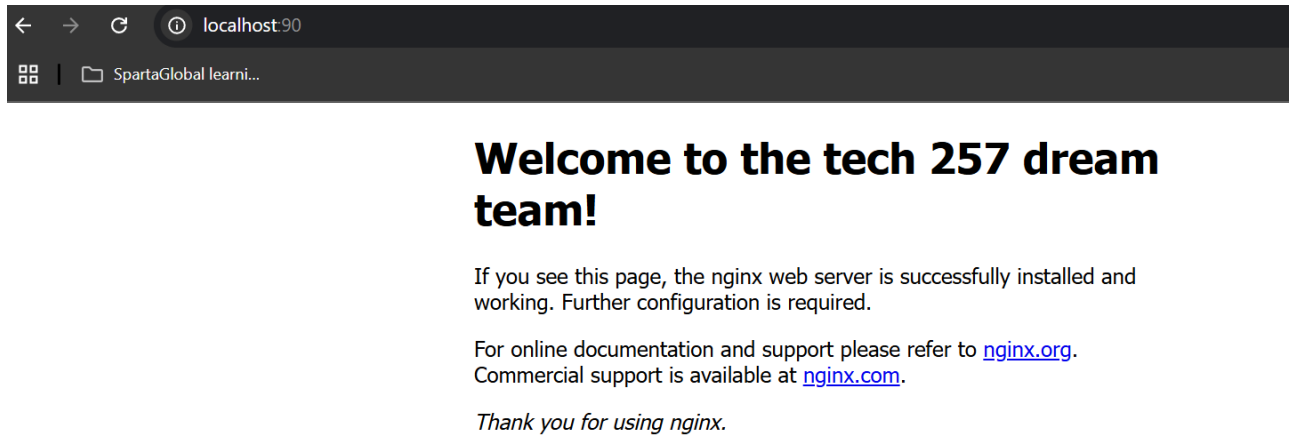 localhost:90
SpartaGlobal learni...
Welcome to the tech 257 dream
team!
If you see this page, the nginx web server is successfully installed and
working. Further configuration is required.
For online documentation and support please refer to nginx.org.
Commercial support is available at nginx.com.
Thank you for using nginx.